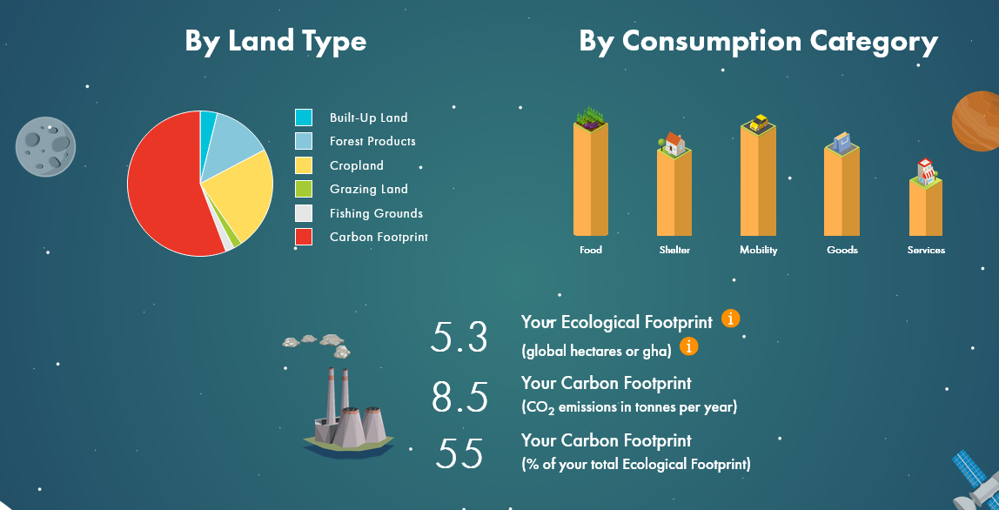 By Land Type
Built-Up Land
Forest Products
Cropland
Grazing Land
Fishing Grounds
Carbon Footprint
By Consumption Category
Food
Shelter
Mobility
Goods
Services
5.3
Your Ecological Footprint i
(global hectares or gha) i
8.5
Your Carbon Footprint
(CO₂ emissions in tonnes per year)
55
Your Carbon Footprint
(% of your total Ecological Footprint)